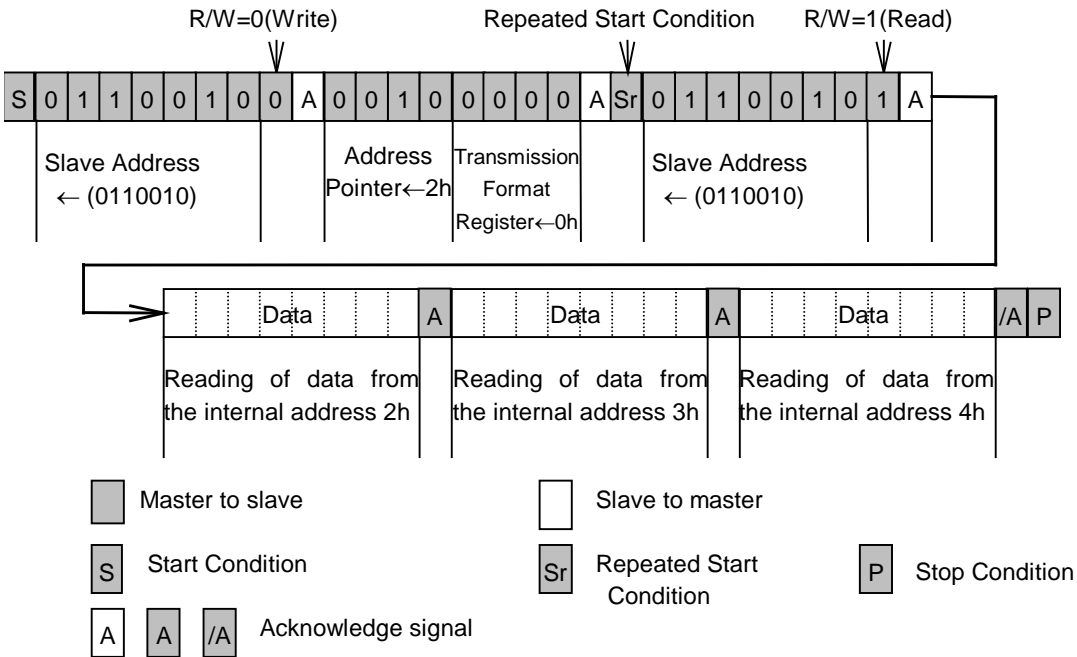 R/W=0(Write) Repeated Start Condition R/W=1(Read)
S 0 1 1 0 0 1 0 0 A 0 0 1 0 0 0 0 0 A Sr 0 1 1 0 0 1 0 1 A
Slave Address
← (0110010)
Address
Pointer←2h
Transmission
Format
Register←0h
Slave Address
← (0110010)
Data A Data A Data /A P
Reading of data from
the internal address 2h
Reading of data from
the internal address 3h
Reading of data from
the internal address 4h
Master to slave
Slave to master
S Start Condition
Sr Repeated Start
Condition
P Stop Condition
A A /A Acknowledge signal